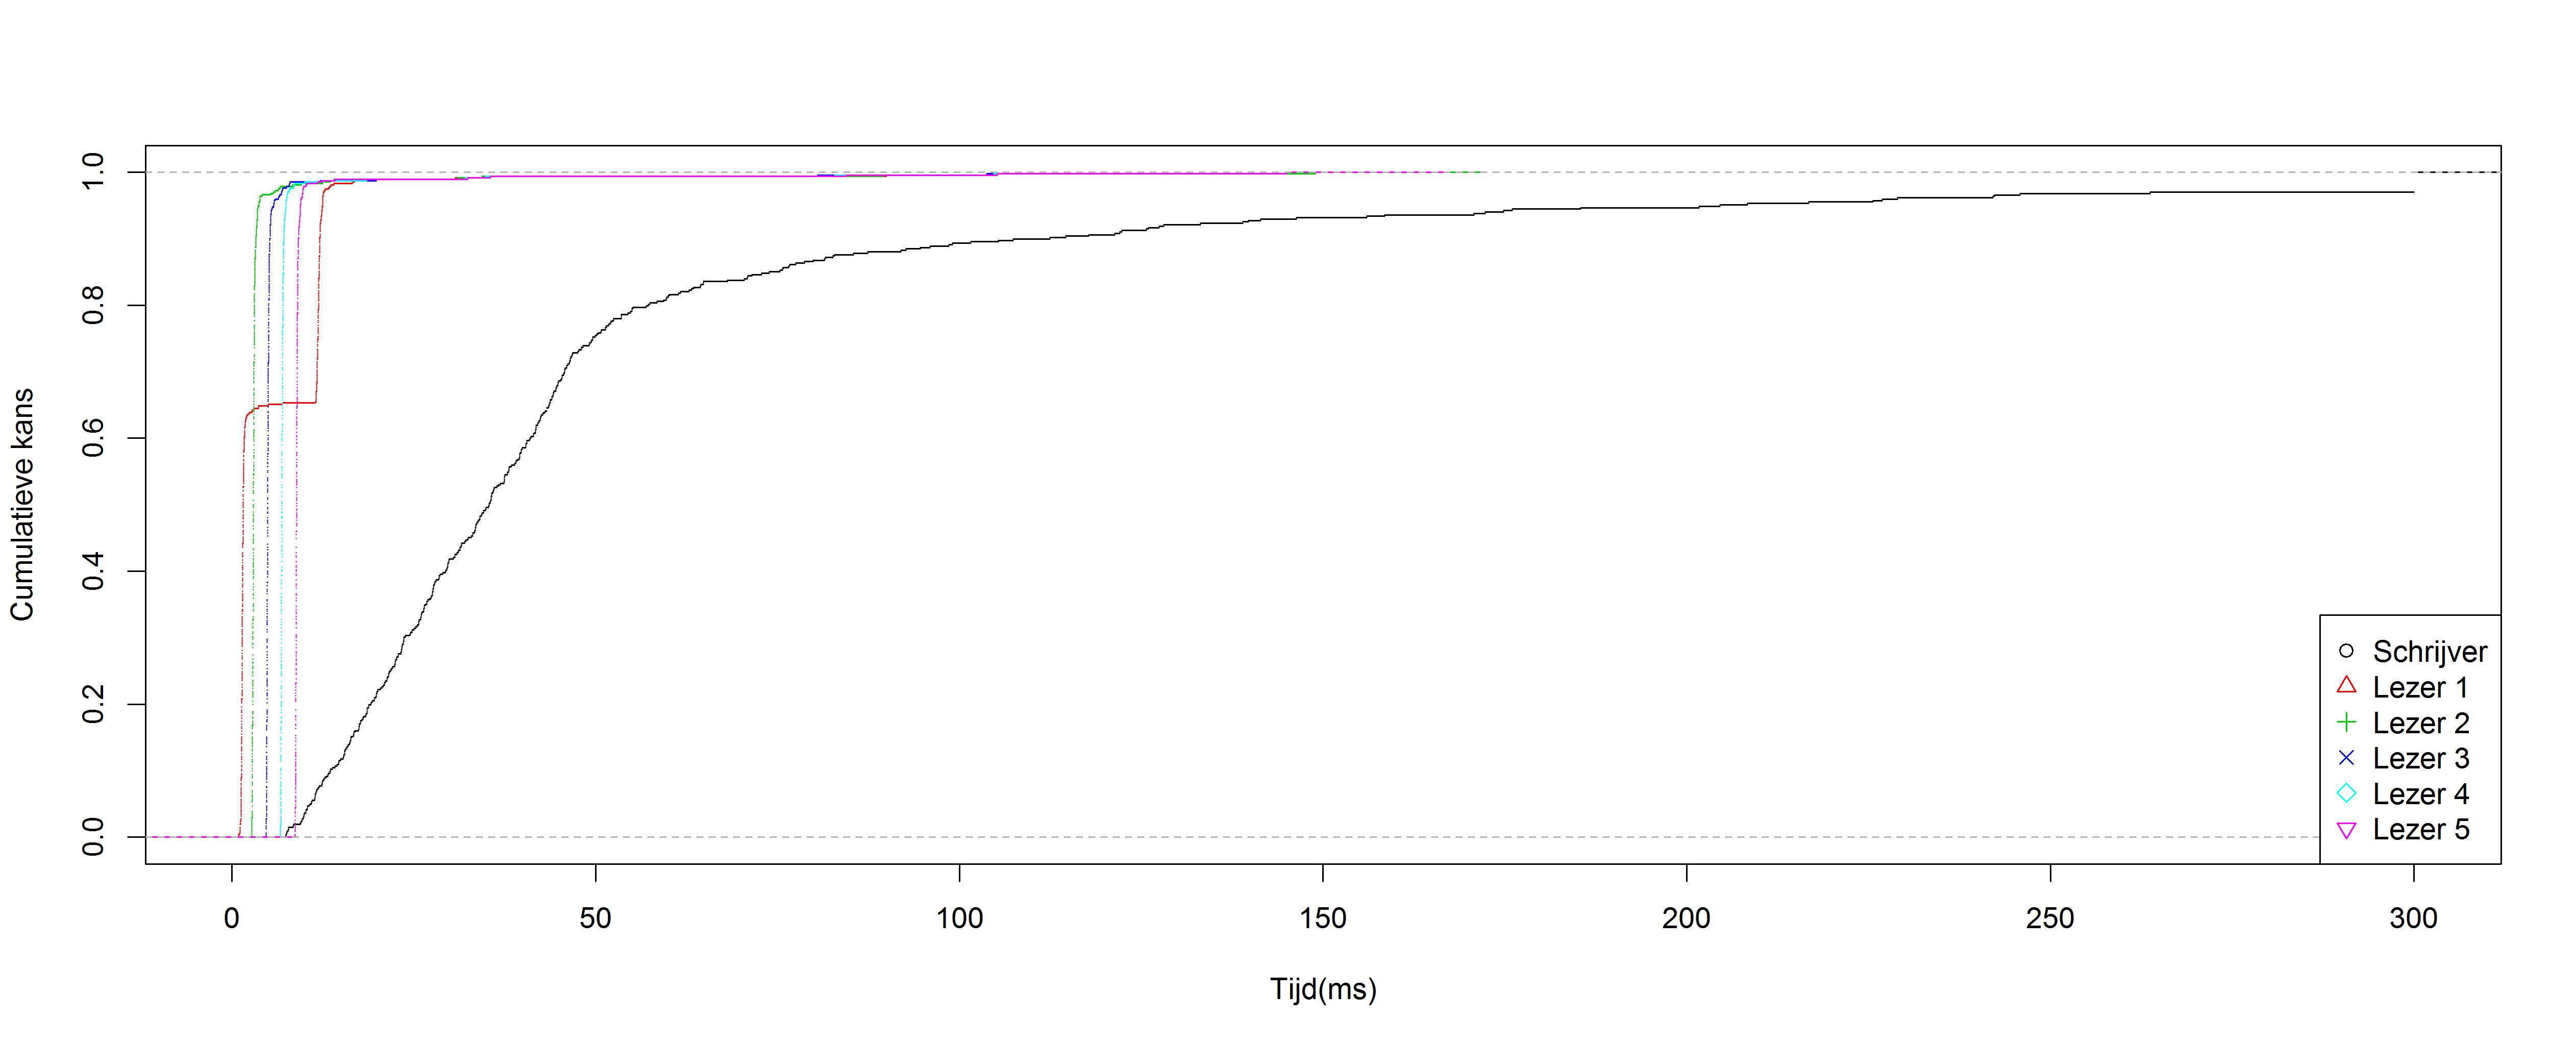 Cumulatieve kans
1.0
0.8
0.6
0.4
0.2
0.0
Schrijver
Lezer 1
Lezer 2
Lezer 3
Lezer 4
Lezer 5
0 50 100 150 200 250 300
Tijd(ms)